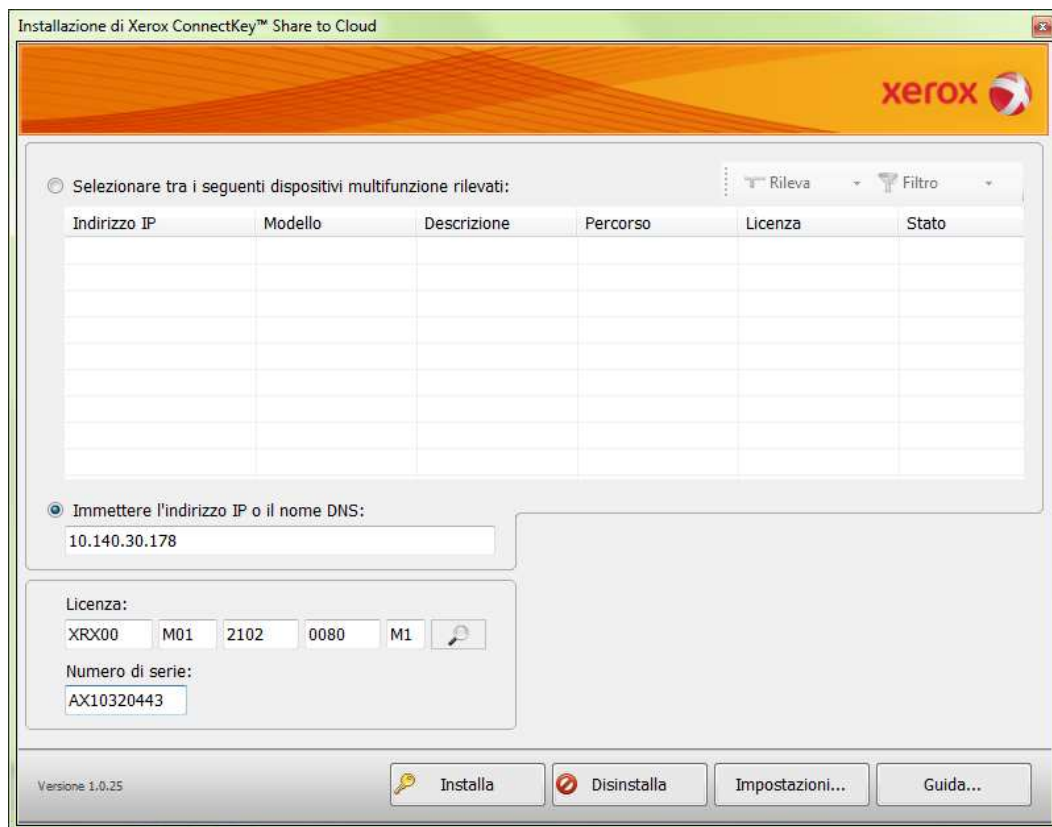 Installazione di Xerox ConnectKey™ Share to Cloud
xerox
Selezionare tra i seguenti dispositivi multifunzione rilevati:
Rileva
Filtro
Indirizzo IP Modello Descrizione Percorso Licenza Stato
Immettere l'indirizzo IP o il nome DNS:
10.140.30.178
Licenza:
XRX00 M01 2102 0080 M1
Numero di serie:
AX10320443
Versione 1.0.25
Installa
Disinstalla
Impostazioni...
Guida...